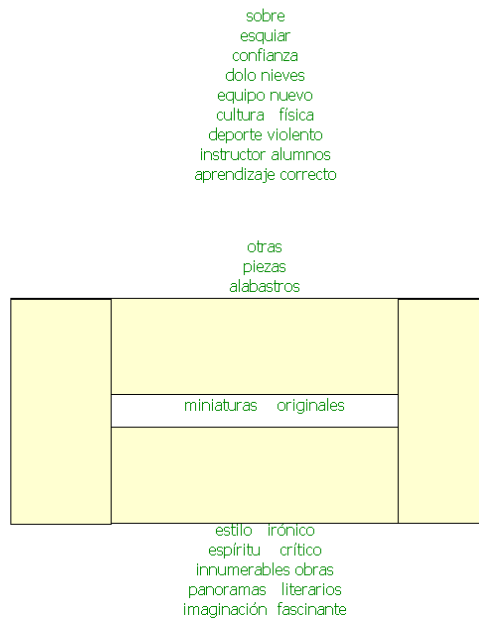 sobre
esquiar
confianza
dolo nieves
equipo nuevo
cultura física
deporte violento
instructor alumnos
aprendizaje correcto
otras
piezas
alabastros
miniaturas originales
estilo irónico
espíritu crítico
innumerables obras
panoramas literarios
imaginación fascinante